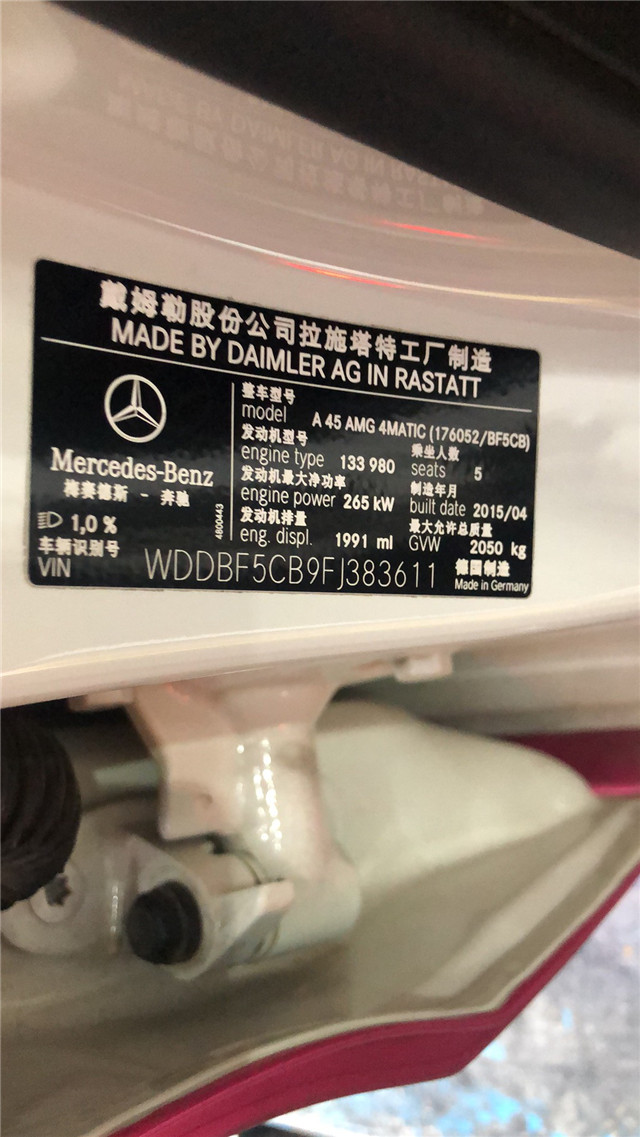 戴姆勒股份公司拉施塔特工厂制造
MADE BY DAIMLER AG IN RASTATT
Mercedes-Benz
梅赛德斯 - 奔驰
1,0 %
4800443
整车型号
model A 45 AMG 4MATIC (176052/BF5CB)
发动机型号 乘坐人数
engine type 133 980 seats 5
发动机最大净功率 制造年月
engine power 265 kW built date 2015/04
发动机排量 最大允许总质量
eng. displ. 1991 ml GVW 2050 kg
车辆识别号 德国制造
VIN WDDBF5CB9FJ383611 Made in Germany